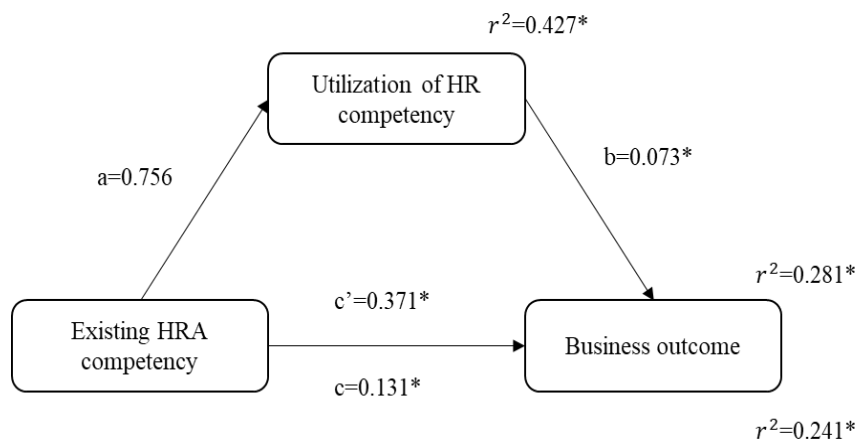 r²=0.427*
Utilization of HR
competency
a=0.756
b=0.073*
r²=0.281*
c’=0.371*
Existing HRA
competency
Business outcome
c=0.131*
r²=0.241*